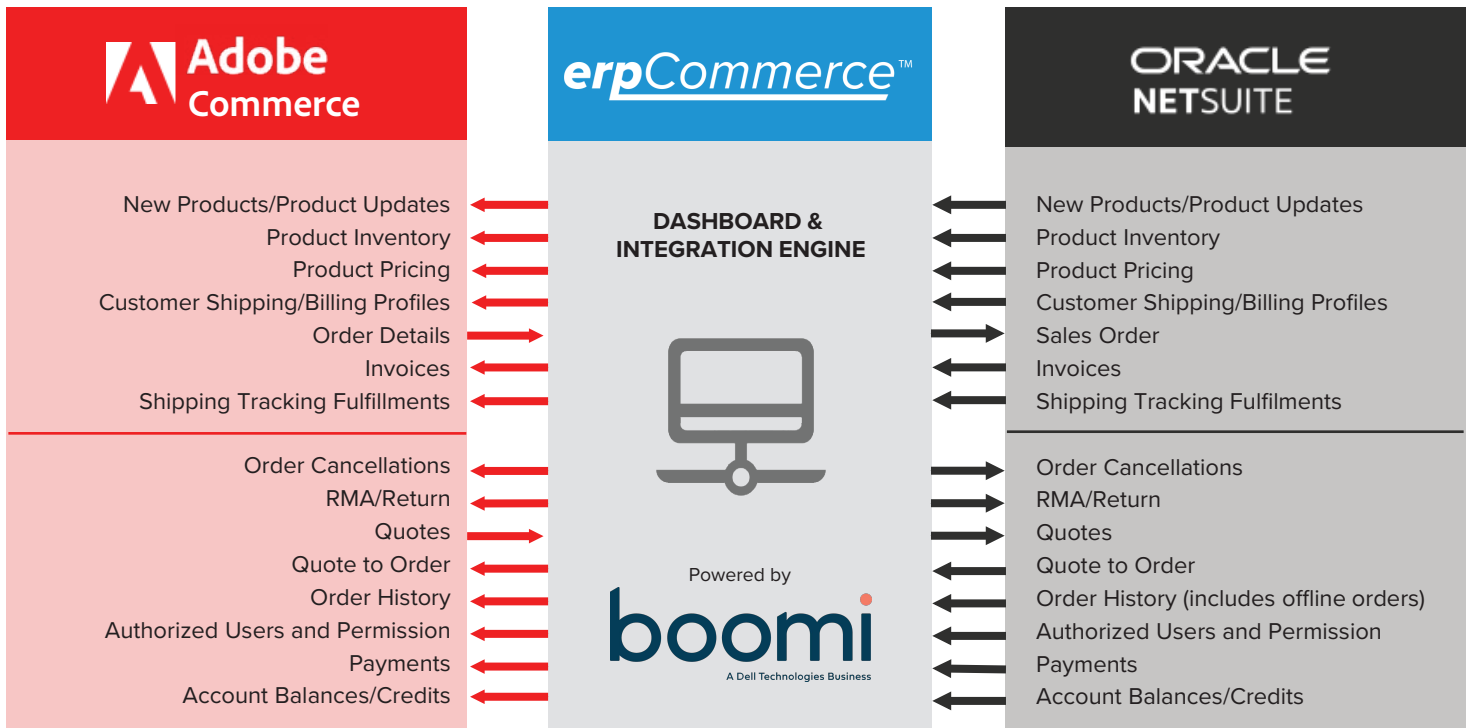 Adobe
Commerce
erpCommerce™
ORACLE
NETSUITE
New Products/Product Updates
Product Inventory
Product Pricing
Customer Shipping/Billing Profiles
Order Details
Invoices
Shipping Tracking Fulfillments
Order Cancellations
RMA/Return
Quotes
Quote to Order
Order History
Authorized Users and Permission
Payments
Account Balances/Credits
DASHBOARD &
INTEGRATION ENGINE
Powered by
boomi
A Dell Technologies Business
New Products/Product Updates
Product Inventory
Product Pricing
Customer Shipping/Billing Profiles
Sales Order
Invoices
Shipping Tracking Fulfilments
Order Cancellations
RMA/Return
Quotes
Quote to Order
Order History (includes offline orders)
Authorized Users and Permission
Payments
Account Balances/Credits